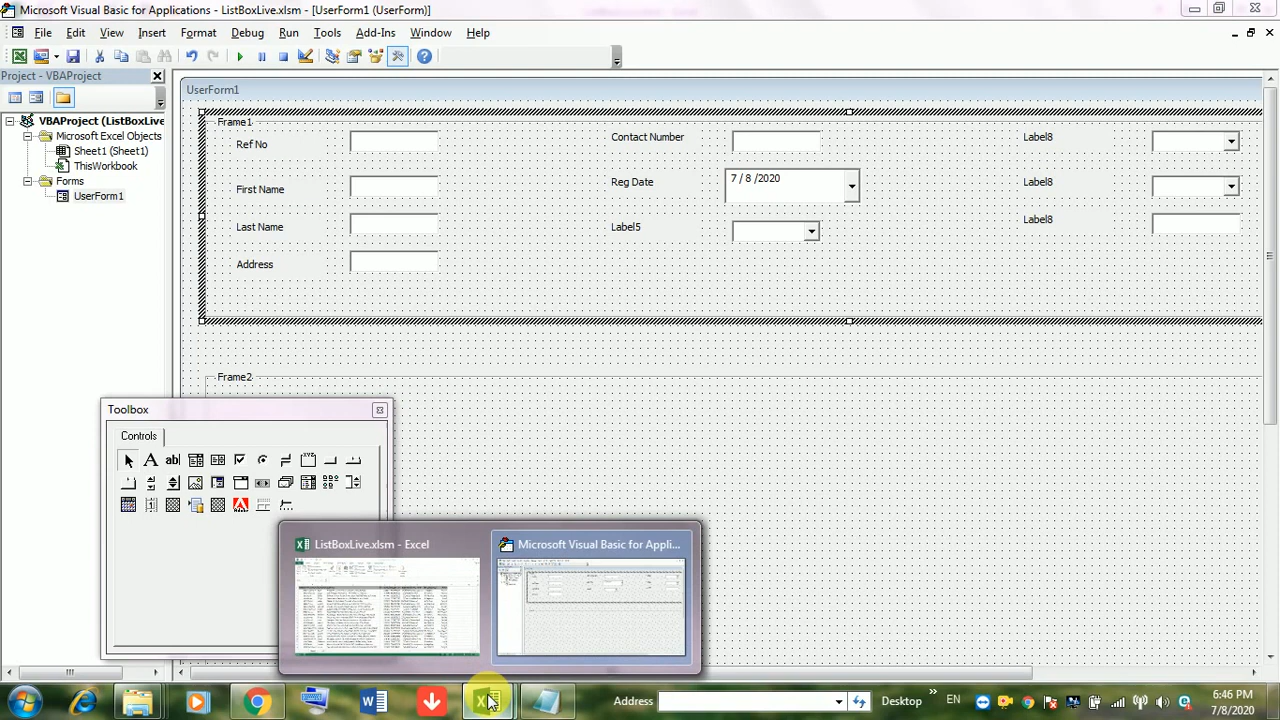 Microsoft Visual Basic for Applications - ListBoxLive.xlsm - [UserForm1 (UserForm)]
File Edit View Insert Format Debug Run Tools Add-Ins Window Help
Project - VBAProject
VBAProject (ListBoxLive
Microsoft Excel Objects
Sheet1 (Sheet1)
ThisWorkbook
Forms
UserForm1
UserForm1
Frame1
Ref No
Contact Number
Label8
First Name
Reg Date
7 / 8 /2020
Label8
Last Name
Label5
Label8
Address
Frame2
Toolbox
Controls
ab|
XYZ
ListBoxLive.xlsm - Excel
Microsoft Visual Basic for Appli...
Address
Desktop
»
EN
6:46 PM
7/8/2020